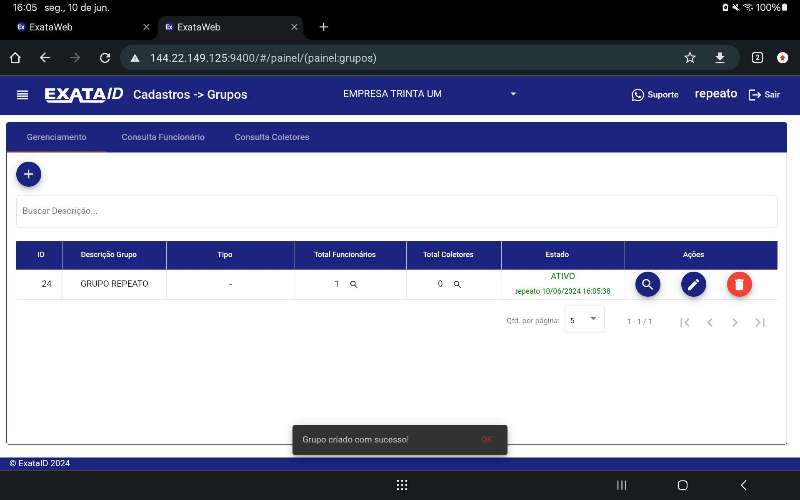 16:05 seg., 10 de jun. 100%
Ex ExataWeb Ex ExataWeb
144.22.149.125:9400/#/painel/(painel:grupos) 2
EXATAID Cadastros -> Grupos EMPRESA TRINTA UM Suporte repeato Sair
Gerenciamento Consulta Funcionário Consulta Coletores
Buscar Descrição...
ID Descrição Grupo Tipo Total Funcionários Total Coletores Estado Ações
24 GRUPO REPEATO - 1 0 ATIVO
repeato 10/06/2024 16:05:38
Qtd. por página: 5 1 - 1 / 1
Grupo criado com sucesso! OK
© ExataID 2024